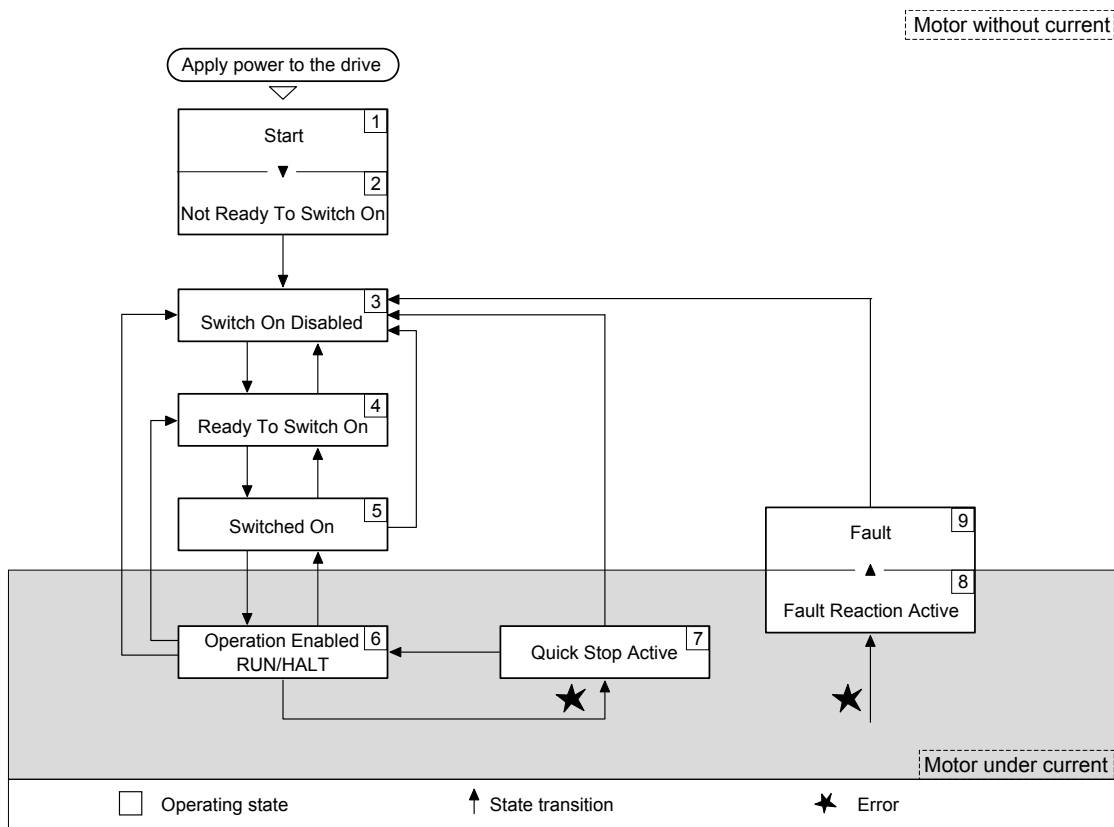 Motor without current
Apply power to the drive
1
Start
2
Not Ready To Switch On
3
Switch On Disabled
4
Ready To Switch On
5
Switched On
9
Fault
8
Fault Reaction Active
6
Operation Enabled
RUN/HALT
7
Quick Stop Active
Motor under current
Operating state
State transition
Error